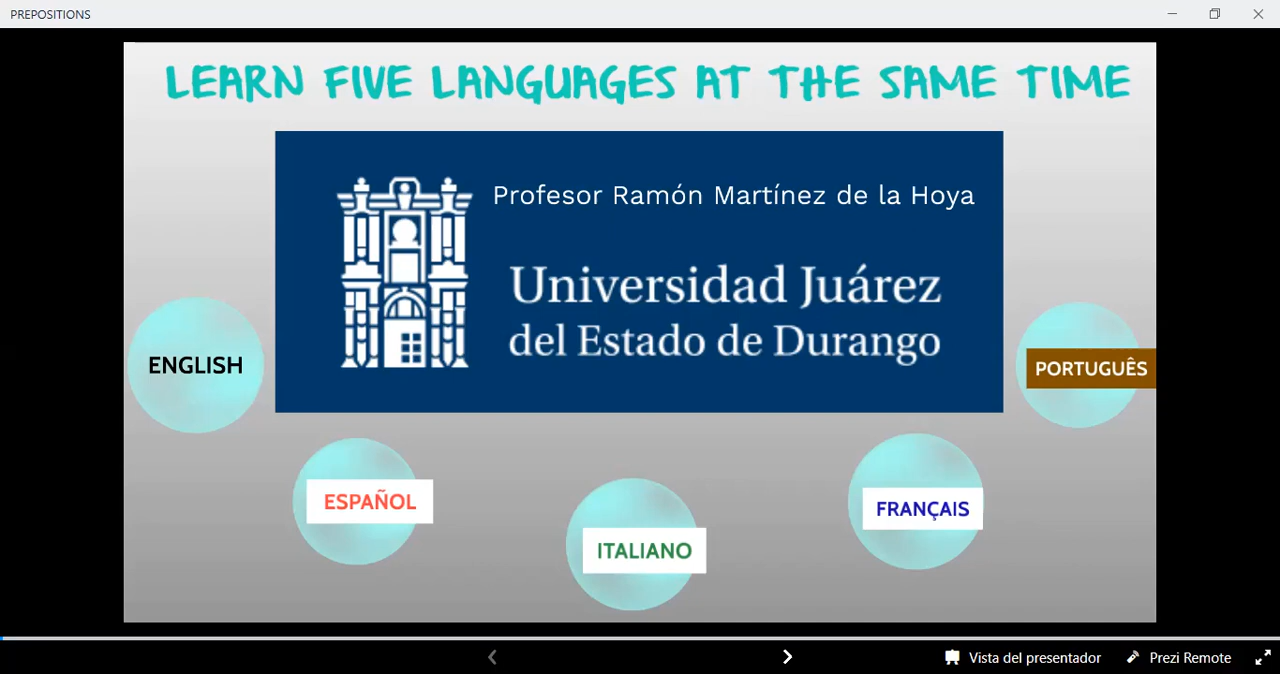 PREPOSITIONS
LEARN FIVE LANGUAGES AT THE SAME TIME
Profesor Ramón Martínez de la Hoya
Universidad Juárez
del Estado de Durango
ENGLISH
PORTUGUÊS
ESPAÑOL
FRANÇAIS
ITALIANO
Vista del presentador
Prezi Remote